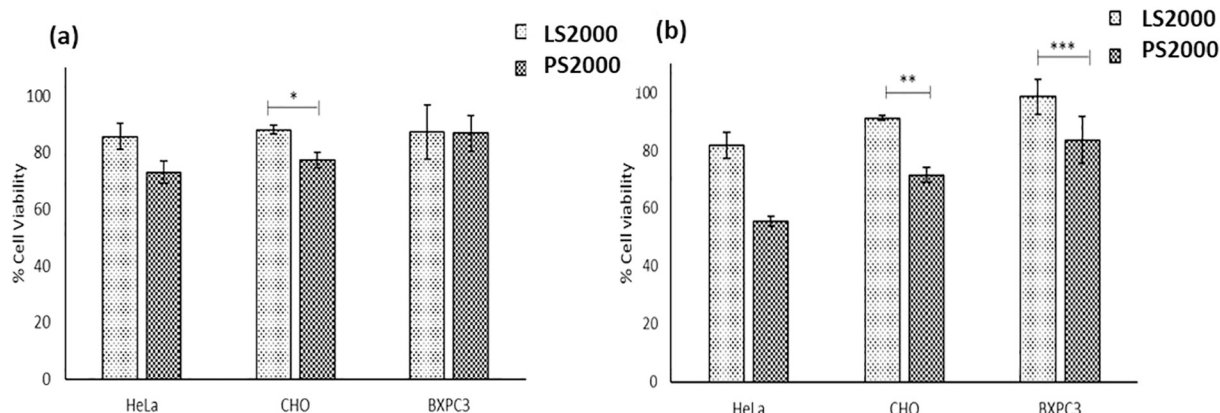 (a)
LS2000
PS2000
% Cell Viability
100
80
60
40
20
0
*
HeLa
CHO
BXPC3
(b)
LS2000
PS2000
% Cell viability
100
80
60
40
20
0
**
***
HeLa
CHO
BXPC3